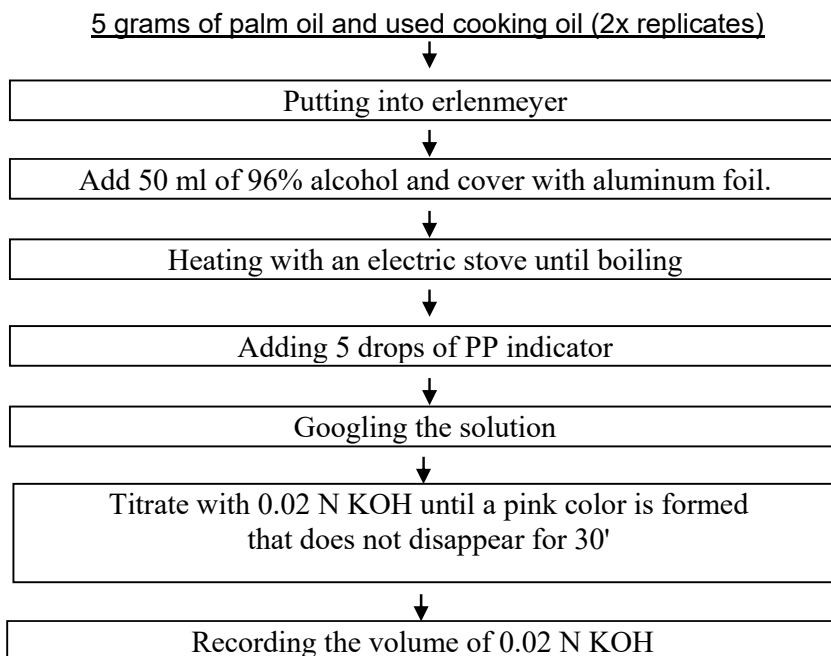 5 grams of palm oil and used cooking oil (2x replicates)
Putting into erlenmeyer
Add 50 ml of 96% alcohol and cover with aluminum foil.
Heating with an electric stove until boiling
Adding 5 drops of PP indicator
Googling the solution
Titrate with 0.02 N KOH until a pink color is formed
that does not disappear for 30'
Recording the volume of 0.02 N KOH